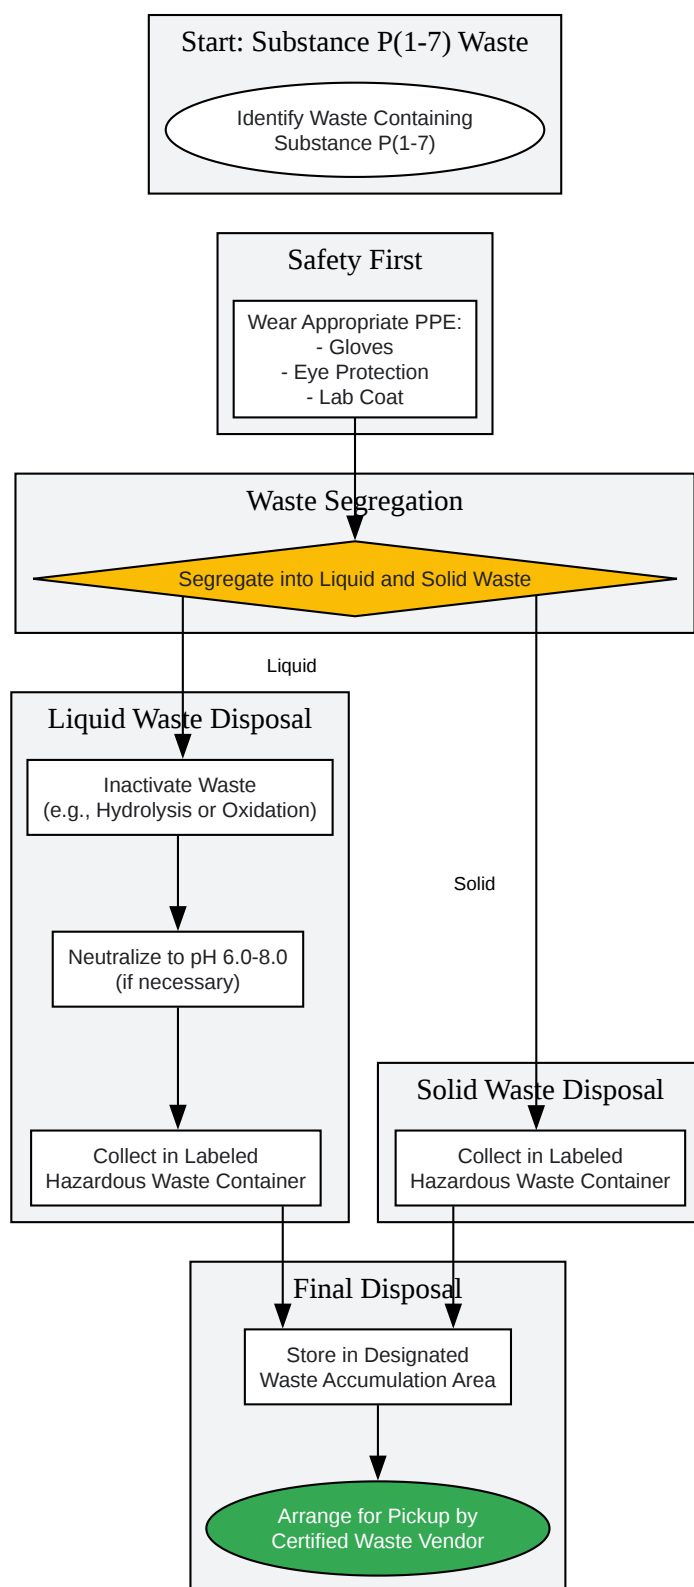 Start: Substance P(1-7) Waste
Identify Waste Containing
Substance P(1-7)
Safety First
Wear Appropriate PPE:
- Gloves
- Eye Protection
- Lab Coat
Waste Segregation
Segregate into Liquid and Solid Waste
Liquid
Liquid Waste Disposal
Inactivate Waste
(e.g., Hydrolysis or Oxidation)
Solid
Neutralize to pH 6.0-8.0
(if necessary)
Solid Waste Disposal
Collect in Labeled
Hazardous Waste Container
Collect in Labeled
Hazardous Waste Container
Final Disposal
Store in Designated
Waste Accumulation Area
Arrange for Pickup by
Certified Waste Vendor